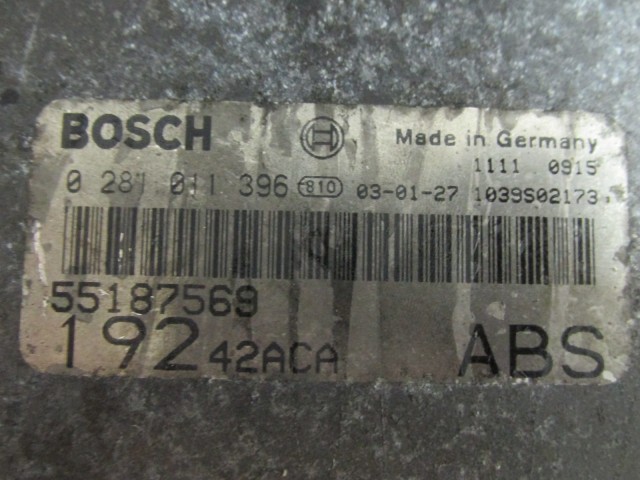 BOSCH Made in Germany
1111 0915
0 281 011 396 810 03-01-27 1039S02173
55187569
192 42ACA ABS